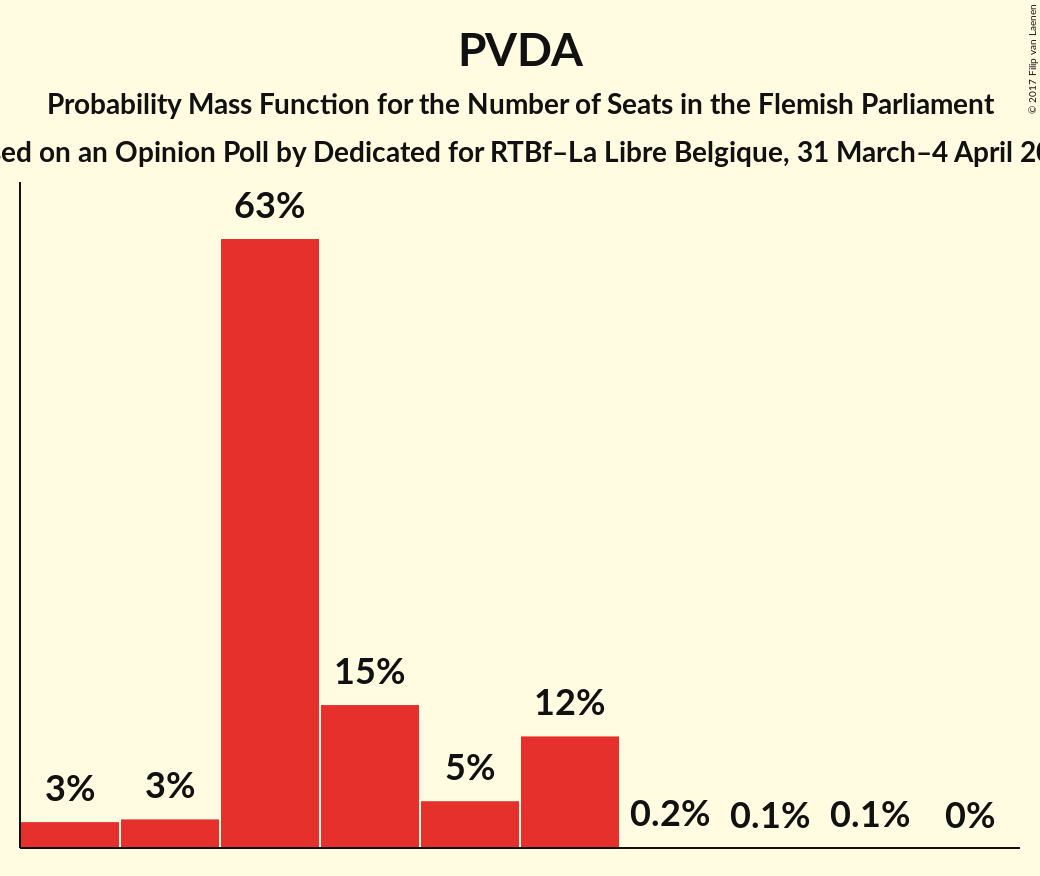 PVDA
Probability Mass Function for the Number of Seats in the Flemish Parliament
on an Opinion Poll by Dedicated for RTBf–La Libre Belgique, 31 March–4 April
63%
15%
12%
5%
3%
3%
0.2%
0.1%
0.1%
0%
© 2017 Filip van Laenen